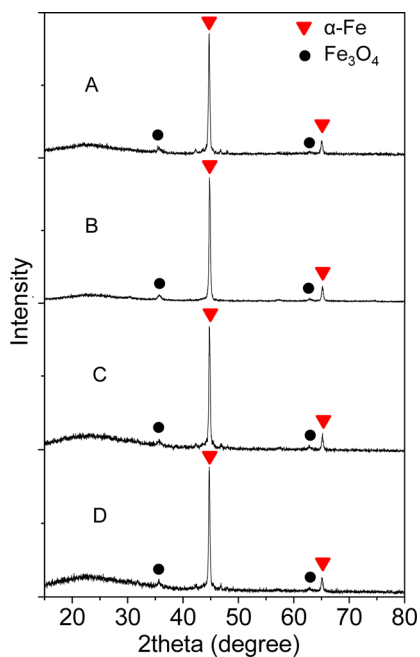 α-Fe
Fe₃O₄
A
B
C
D
Intensity
20 30 40 50 60 70 80
2theta (degree)